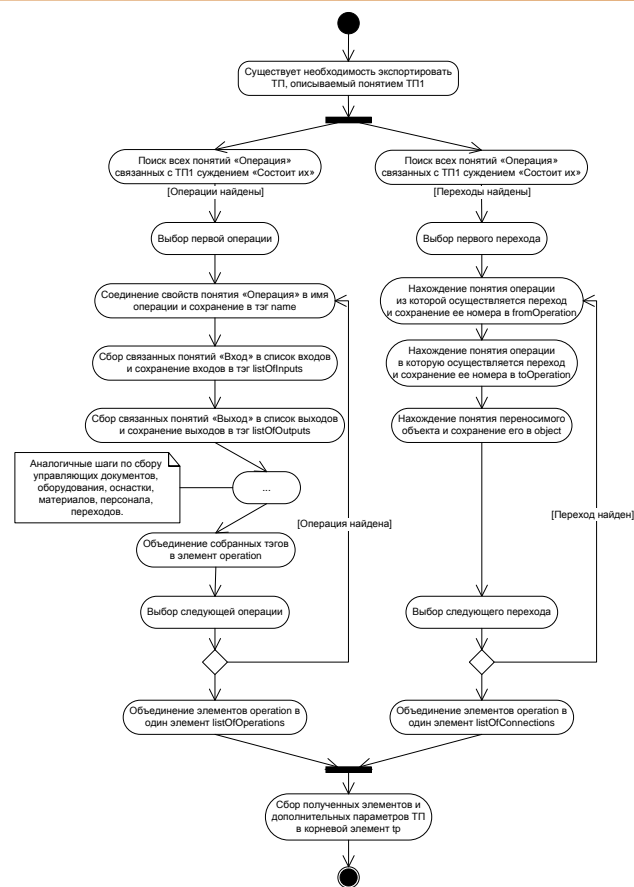 Существует необходимость экспортировать
ТП, описываемый понятием ТП1
Поиск всех понятий «Операция»
связанных с ТП1 суждением «Состоит их»
[Операции найдены]
Выбор первой операции
Соединение свойств понятия «Операция» в имя
операции и сохранение в тэг name
Сбор связанных понятий «Вход» в список входов
и сохранение входов в тэг listOfInputs
Сбор связанных понятий «Выход» в список выходов
и сохранение выходов в тэг listOfOutputs
Аналогичные шаги по сбору
управляющих документов,
оборудования, оснастки,
материалов, персонала,
переходов.
...
[Операция найдена]
Объединение собранных тэгов
в элемент operation
Выбор следующей операции
Объединение элементов operation в
один элемент listOfOperations
Поиск всех понятий «Операция»
связанных с ТП1 суждением «Состоит их»
[Переходы найдены]
Выбор первого перехода
Нахождение понятия операции
из которой осуществляется переход
и сохранение ее номера в fromOperation
Нахождение понятия операции
в которую осуществляется переход
и сохранение ее номера в toOperation
Нахождение понятия переносимого
объекта и сохранение его в object
[Переход найден]
Выбор следующего перехода
Объединение элементов operation в
один элемент listOfConnections
Сбор полученных элементов и
дополнительных параметров ТП
в корневой элемент tp